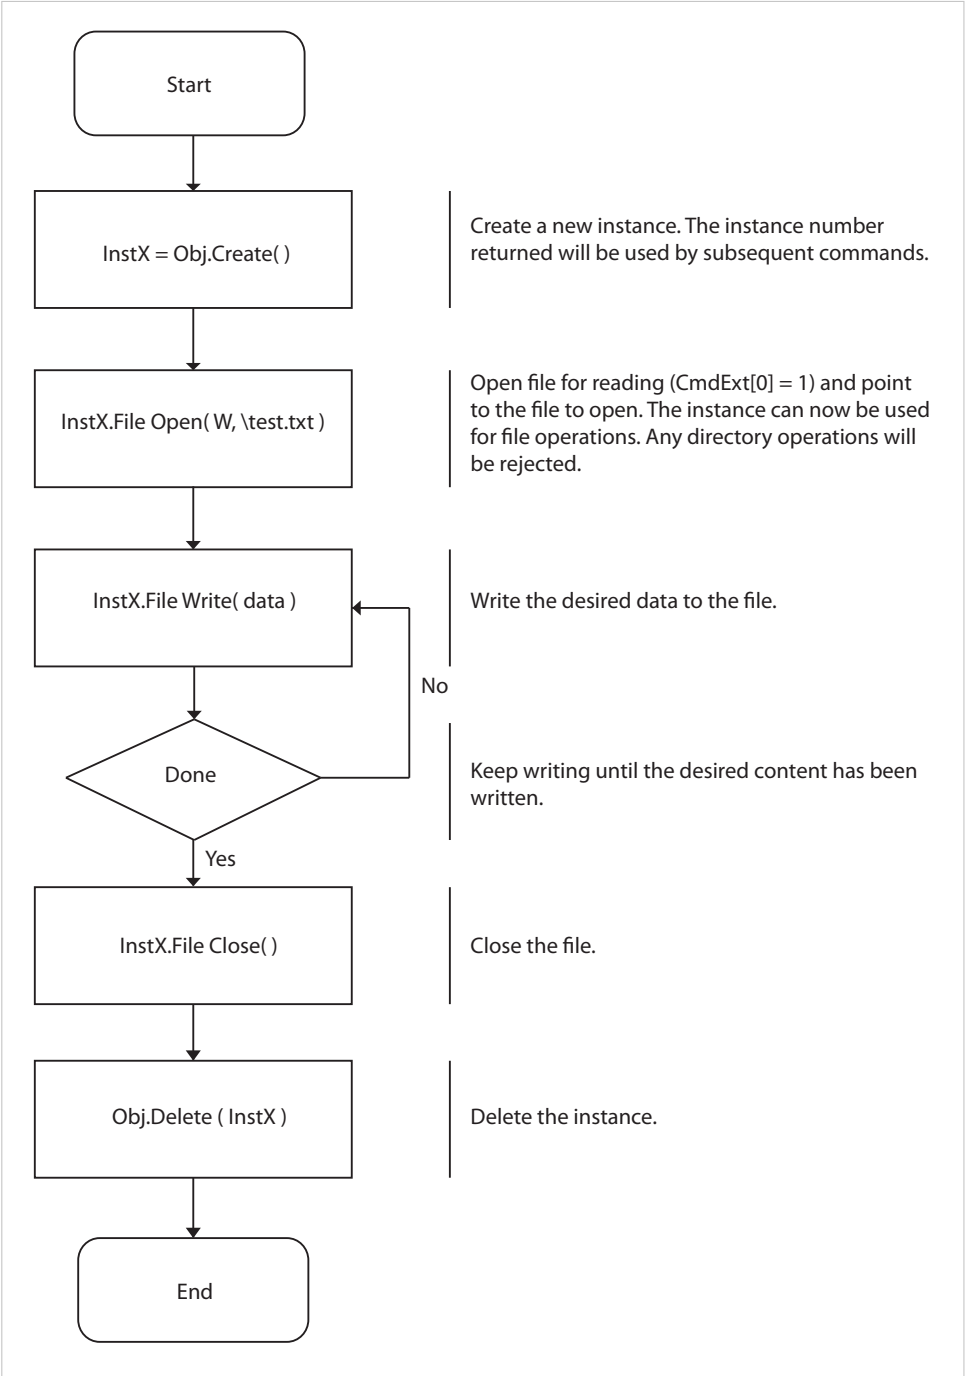 Start
InstX = Obj.Create( )
Create a new instance. The instance number
returned will be used by subsequent commands.
InstX.File Open( W, \test.txt )
Open file for reading (CmdExt[0] = 1) and point
to the file to open. The instance can now be used
for file operations. Any directory operations will
be rejected.
InstX.File Write( data )
Write the desired data to the file.
No
Done
Keep writing until the desired content has been
written.
Yes
InstX.File Close( )
Close the file.
Obj.Delete ( InstX )
Delete the instance.
End